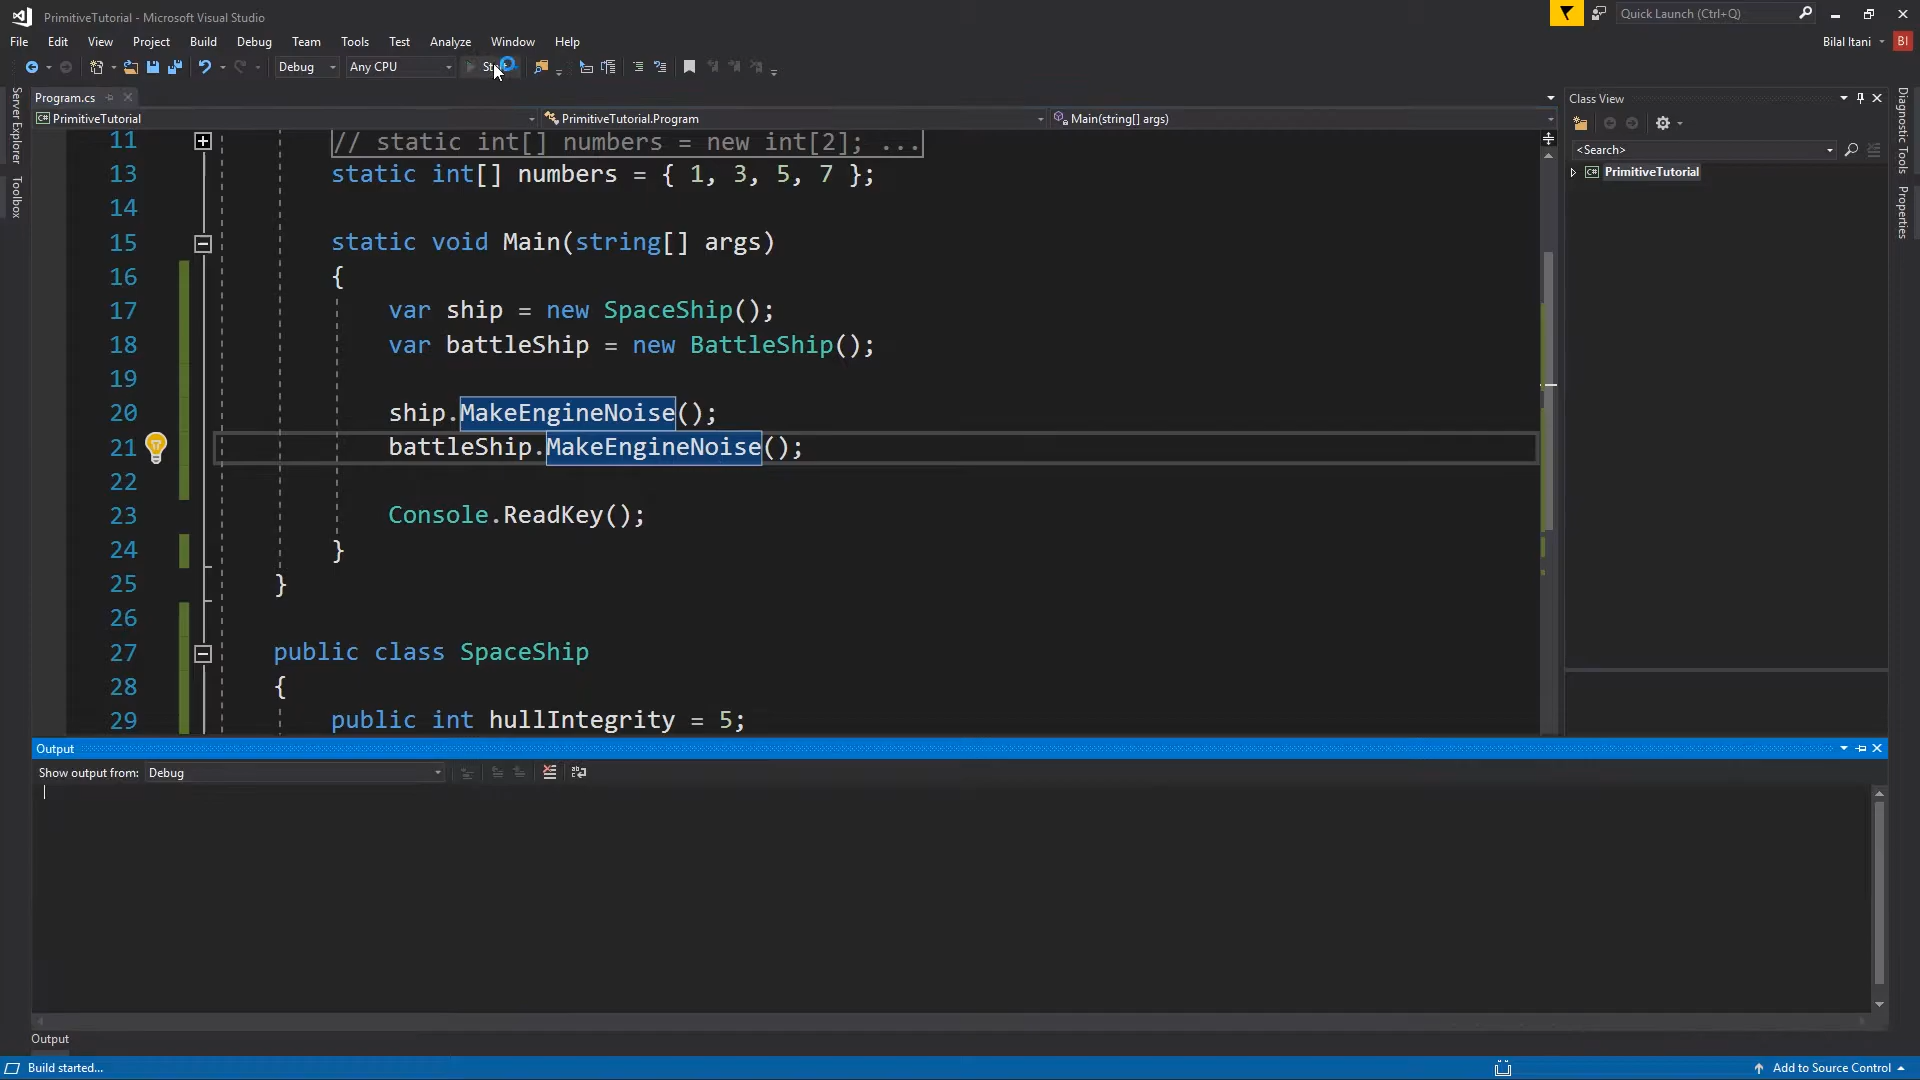 PrimitiveTutorial - Microsoft Visual Studio
Quick Launch (Ctrl+Q)
File Edit View Project Build Debug Team Tools Test Analyze Window Help
Bilal Itani BI
Debug Any CPU
Program.cs
Class View
PrimitiveTutorial PrimitiveTutorial.Program Main(string[] args)
<Search>
PrimitiveTutorial
Server Explorer
Toolbox
Diagnostic Tools
Properties
11 // static int[] numbers = new int[2]; ...
13 static int[] numbers = { 1, 3, 5, 7 };
14
15 static void Main(string[] args)
16 {
17 var ship = new SpaceShip();
18 var battleShip = new BattleShip();
19
20 ship.MakeEngineNoise();
21 battleShip.MakeEngineNoise();
22
23 Console.ReadKey();
24 }
25 }
26
27 public class SpaceShip
28 {
29 public int hullIntegrity = 5;
Output
Show output from: Debug
Output
Build started...
Add to Source Control